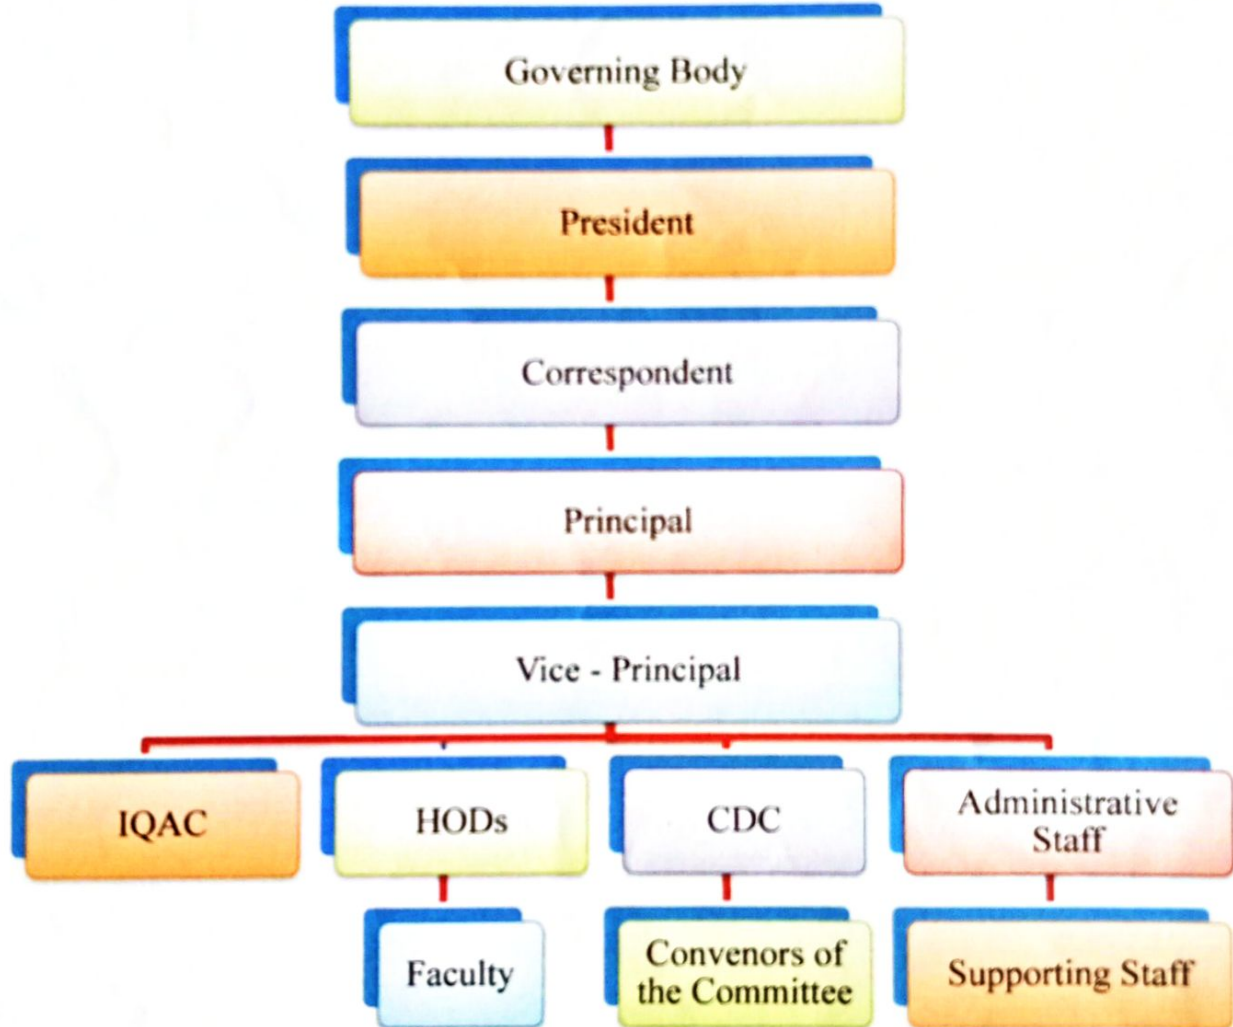 Governing Body
President
Correspondent
Principal
Vice - Principal
IQAC
HODs
CDC
Administrative
Staff
Faculty
Convenors of
the Committee
Supporting Staff